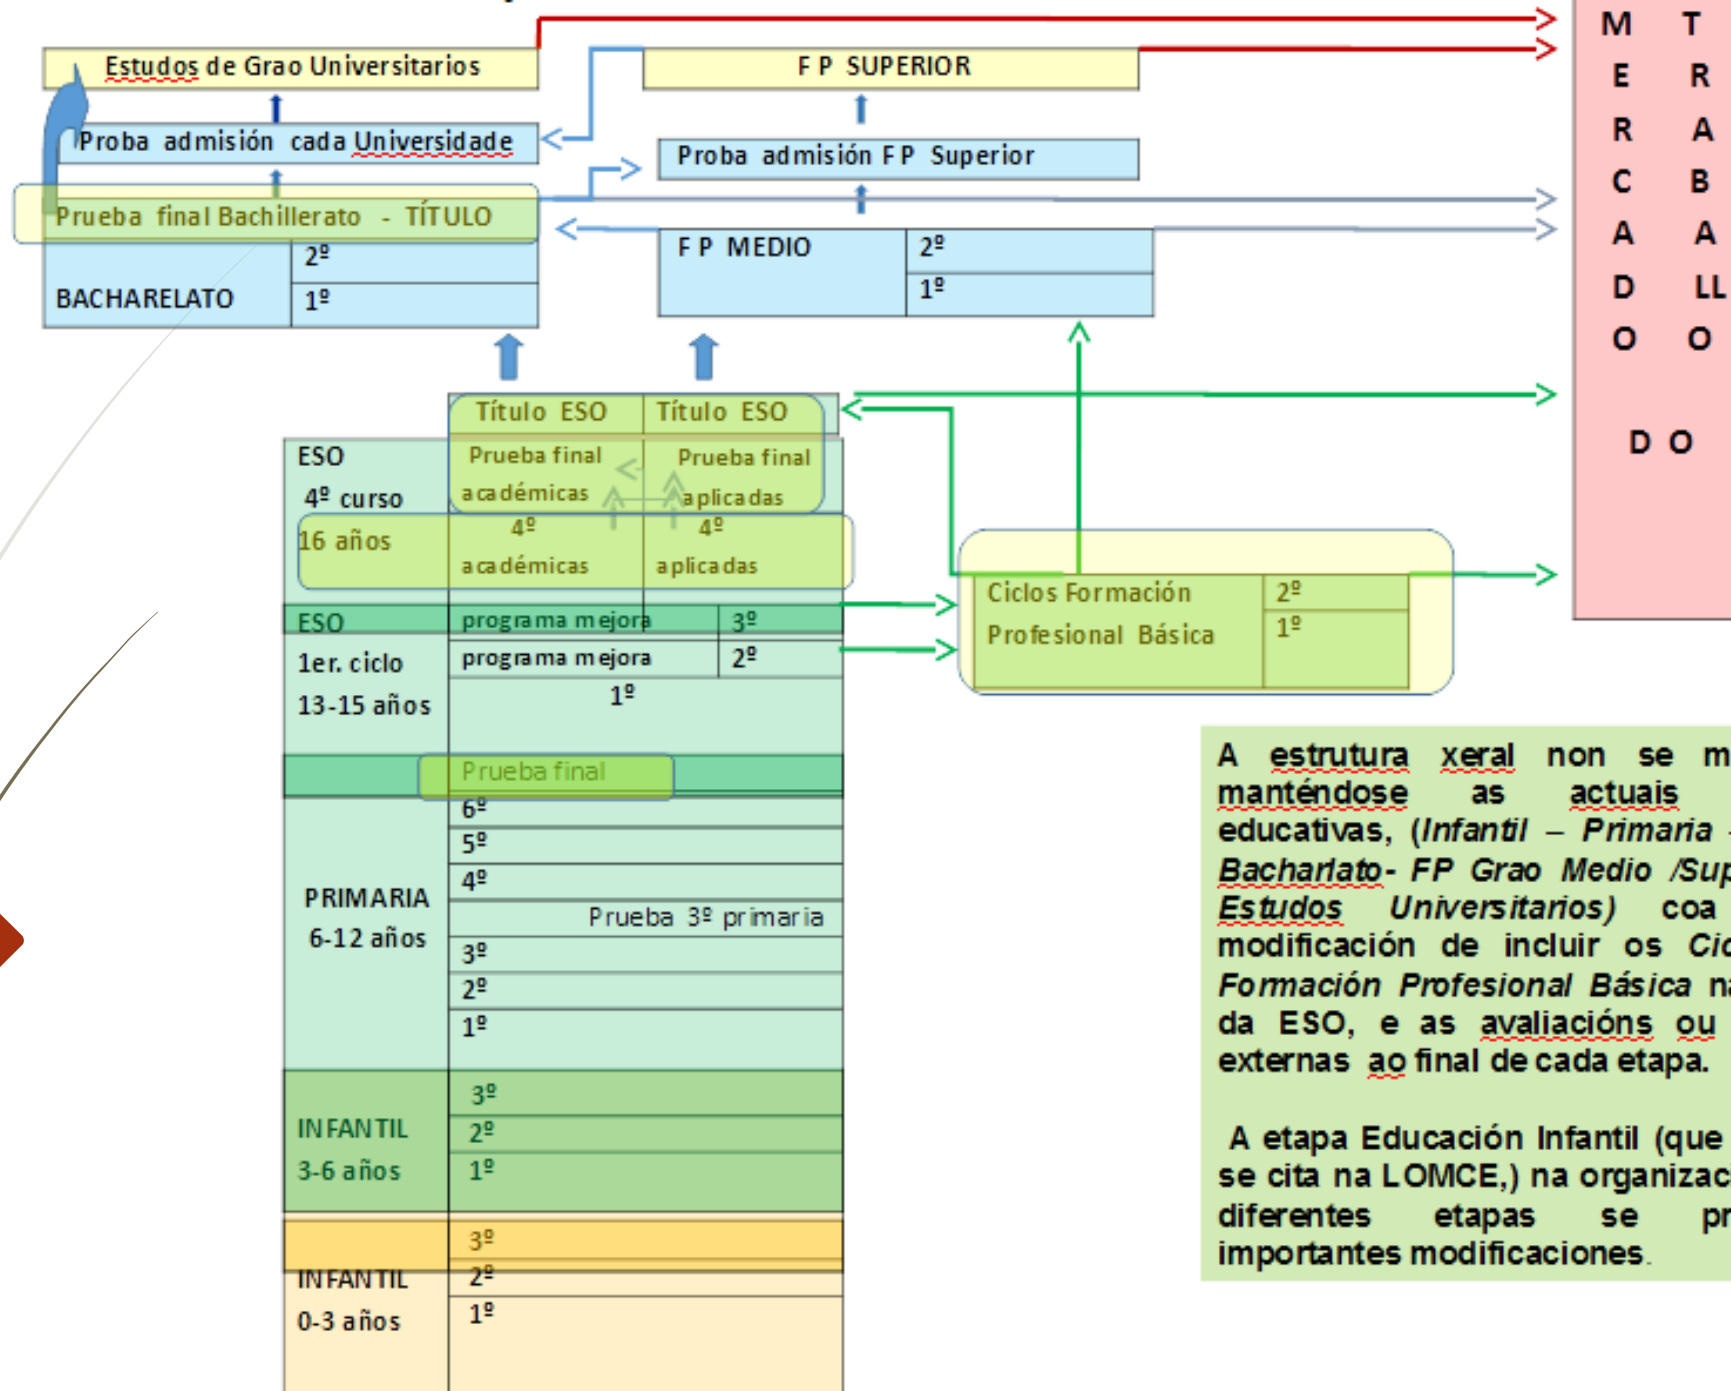 Estudos de Grao Universitarios
F P SUPERIOR
Proba admisión cada Universidade
Proba admisión F P Superior
Prueba final Bachillerato - TÍTULO
BACHARELATO
2º
1º
F P MEDIO
2º
1º
MERCADO DO
TRABALLO
Título ESO
Título ESO
ESO
4º curso
16 años
Prueba final
académicas
Prueba final
aplicadas
4º
académicas
4º
aplicadas
ESO
1er. ciclo
13-15 años
programa mejora 3º
programa mejora 2º
1º
Ciclos Formación
Profesional Básica
2º
1º
Prueba final
PRIMARIA
6-12 años
6º
5º
4º
Prueba 3º primaria
3º
2º
1º
INFANTIL
3-6 años
3º
2º
1º
INFANTIL
0-3 años
3º
2º
1º
A estrutura xeral non se
manténdose as actuais
educativas, (Infantil – Primaria –
Bacharlato- FP Grao Medio /
Estudos Universitarios) coa
modificación de incluir os
Formación Profesional Básica
da ESO, e as avaliacións ou
externas ao final de cada etapa.
A etapa Educación Infantil (que
se cita na LOMCE,) na
diferentes etapas se
importantes modificaciones.